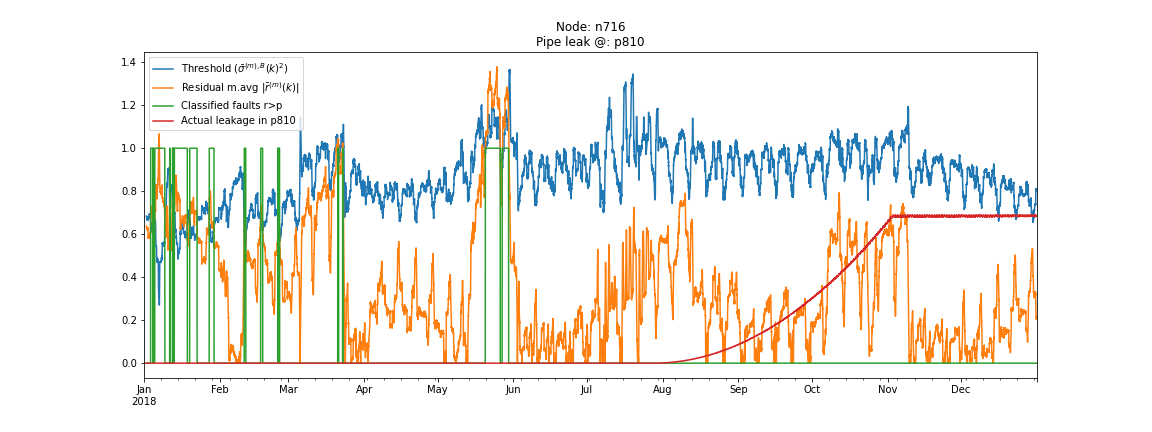 Node: n716
Pipe leak @: p810
1.4
1.2
1.0
0.8
0.6
0.4
0.2
0.0
Threshold (σ̄⁽ᵐ⁾,ᴮ(k)²)
Residual m.avg |r̄⁽ᵐ⁾(k)|
Classified faults r>p
Actual leakage in p810
Jan Feb Mar Apr May Jun Jul Aug Sep Oct Nov Dec
2018